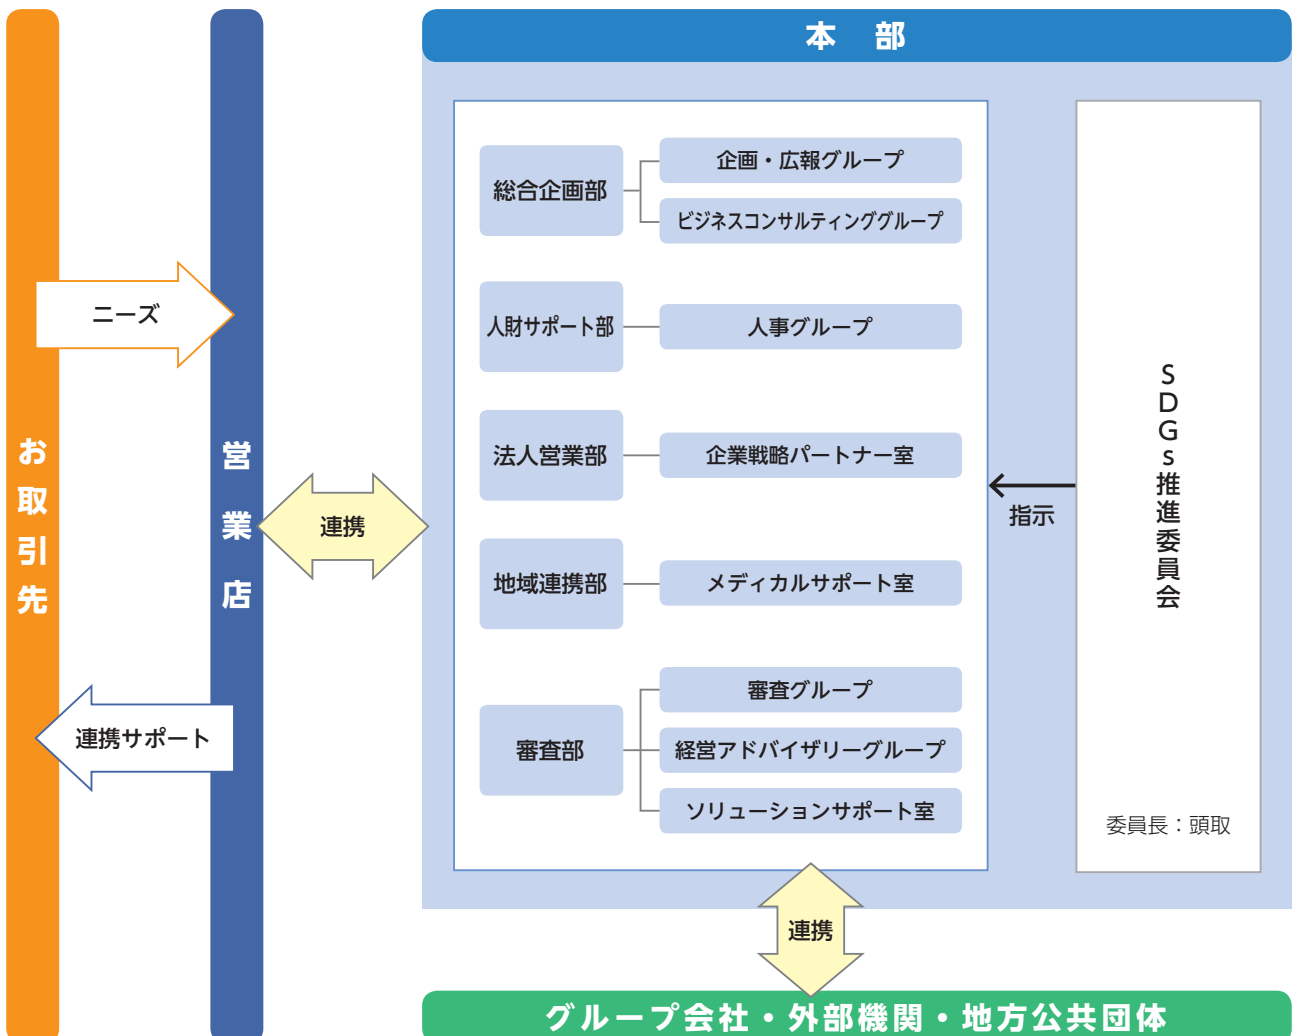 お取引先
営業店
ニーズ
連携サポート
連携
本 部
総合企画部
企画・広報グループ
ビジネスコンサルティンググループ
人財サポート部
人事グループ
法人営業部
企業戦略パートナー室
地域連携部
メディカルサポート室
審査部
審査グループ
経営アドバイザリーグループ
ソリューションサポート室
指示
SDGs推進委員会
委員長：頭取
連携
グループ会社・外部機関・地方公共団体